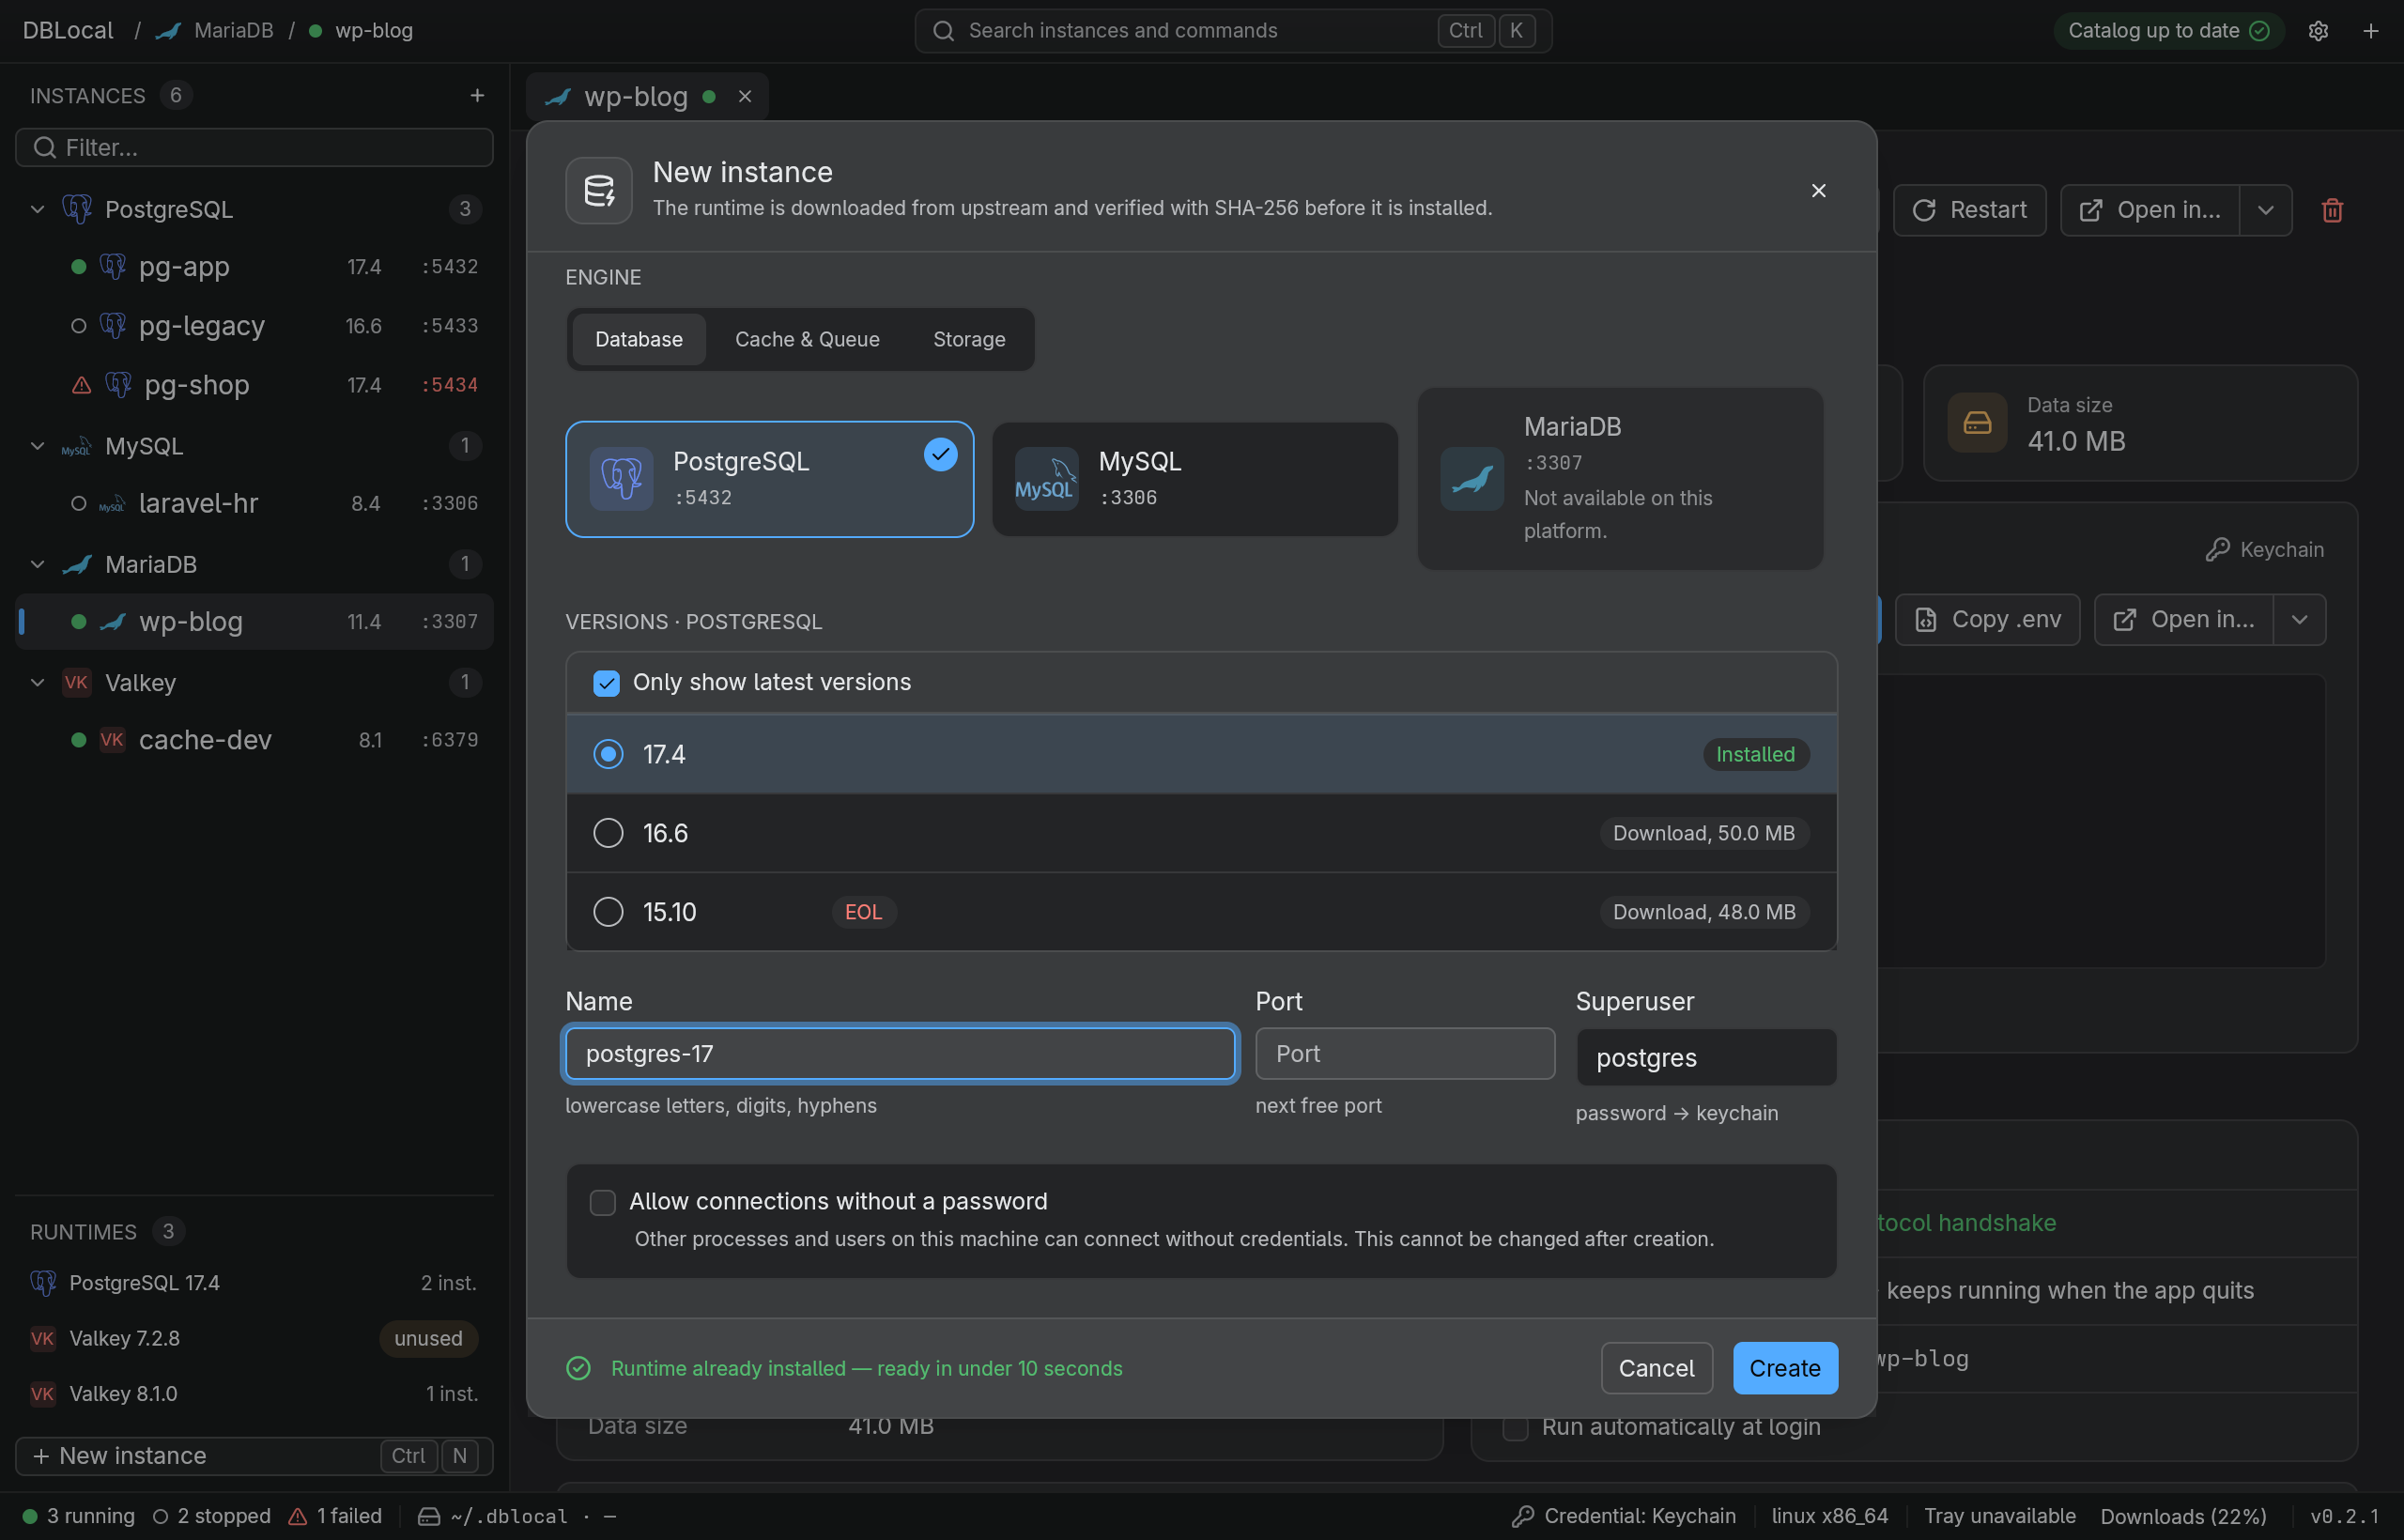 DBLocal / MariaDB / wp-blog
Search instances and commands Ctrl K
Catalog up to date
INSTANCES 6
Filter...
PostgreSQL 3
pg-app 17.4 :5432
pg-legacy 16.6 :5433
pg-shop 17.4 :5434
MySQL 1
laravel-hr 8.4 :3306
MariaDB 1
wp-blog 11.4 :3307
VK Valkey 1
VK cache-dev 8.1 :6379
RUNTIMES 3
PostgreSQL 17.4 2 inst.
VK Valkey 7.2.8 unused
VK Valkey 8.1.0 1 inst.
New instance Ctrl N
wp-blog
Restart
Open in...
Data size
41.0 MB
Keychain
Copy .env
Open in...
tocol handshake
keeps running when the app quits
wp-blog
Data size 41.0 MB
Run automatically at login
New instance
The runtime is downloaded from upstream and verified with SHA-256 before it is installed.
ENGINE
Database Cache & Queue Storage
PostgreSQL
:5432
MySQL
MySQL
:3306
MariaDB
:3307
Not available on this
platform.
VERSIONS · POSTGRESQL
Only show latest versions
17.4 Installed
16.6 Download, 50.0 MB
15.10 EOL Download, 48.0 MB
Name Port Superuser
postgres-17 Port postgres
lowercase letters, digits, hyphens next free port password → keychain
Allow connections without a password
Other processes and users on this machine can connect without credentials. This cannot be changed after creation.
Runtime already installed — ready in under 10 seconds
Cancel Create
3 running 2 stopped 1 failed ~/.dblocal · —
Credential: Keychain linux x86_64 Tray unavailable Downloads (22%) v0.2.1